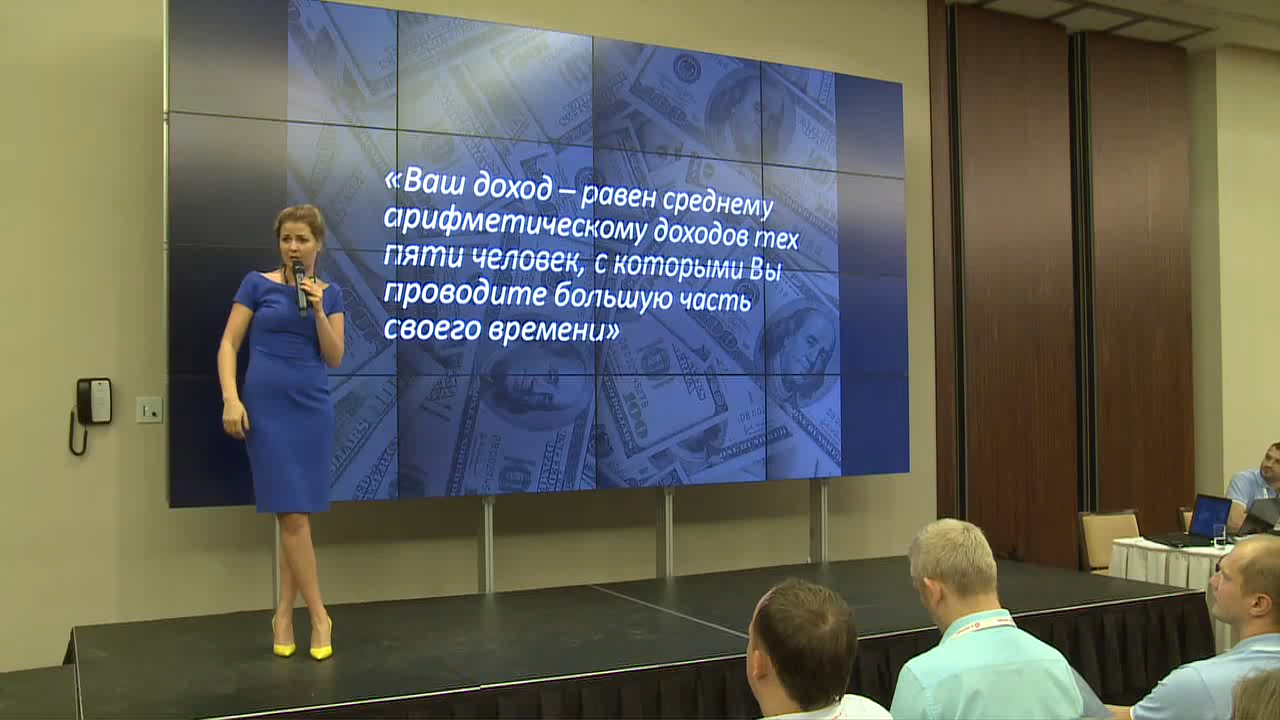 «Ваш доход – равен среднему
арифметическому доходов тех
пяти человек, с которыми Вы
проводите большую часть
своего времени»